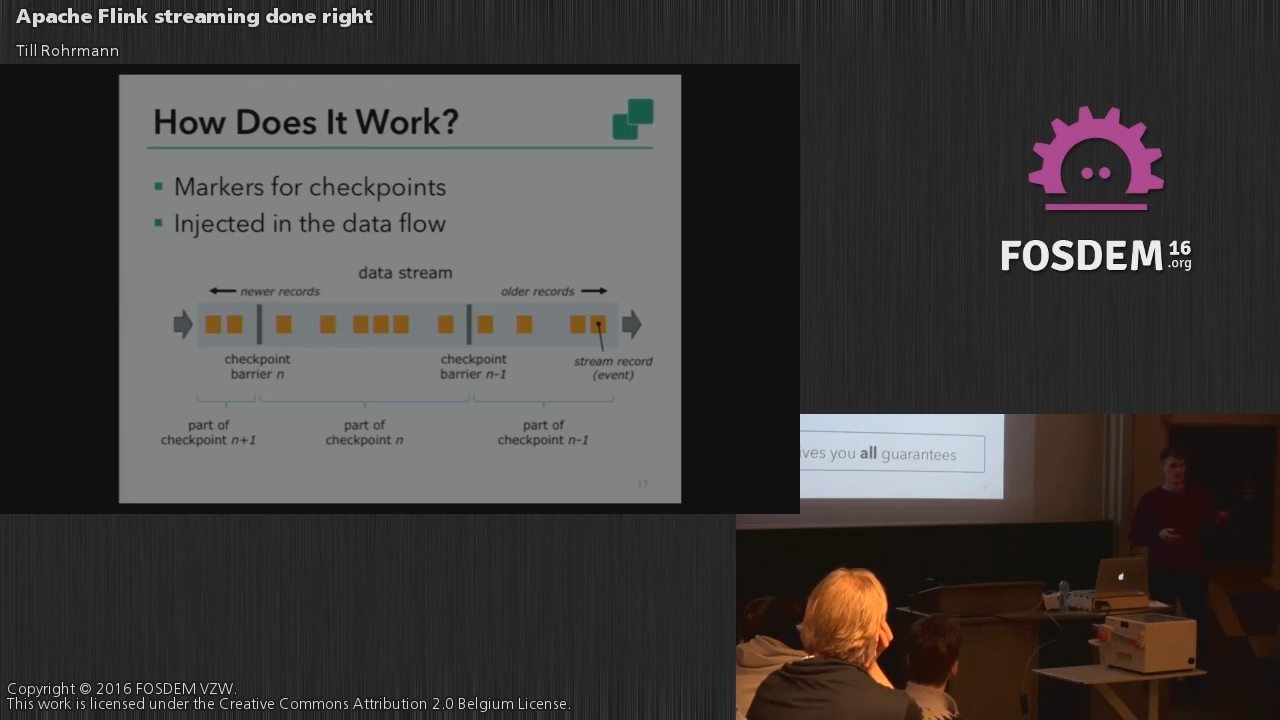 Apache Flink streaming done right
Till Rohrmann
How Does It Work?
Markers for checkpoints
Injected in the data flow
data stream
newer records
older records
checkpoint
barrier n
checkpoint
barrier n-1
stream record
(event)
part of
checkpoint n+1
part of
checkpoint n
part of
checkpoint n-1
17
FOSDEM 16
.org
ives you all guarantees
Copyright © 2016 FOSDEM VZW.
This work is licensed under the Creative Commons Attribution 2.0 Belgium License.